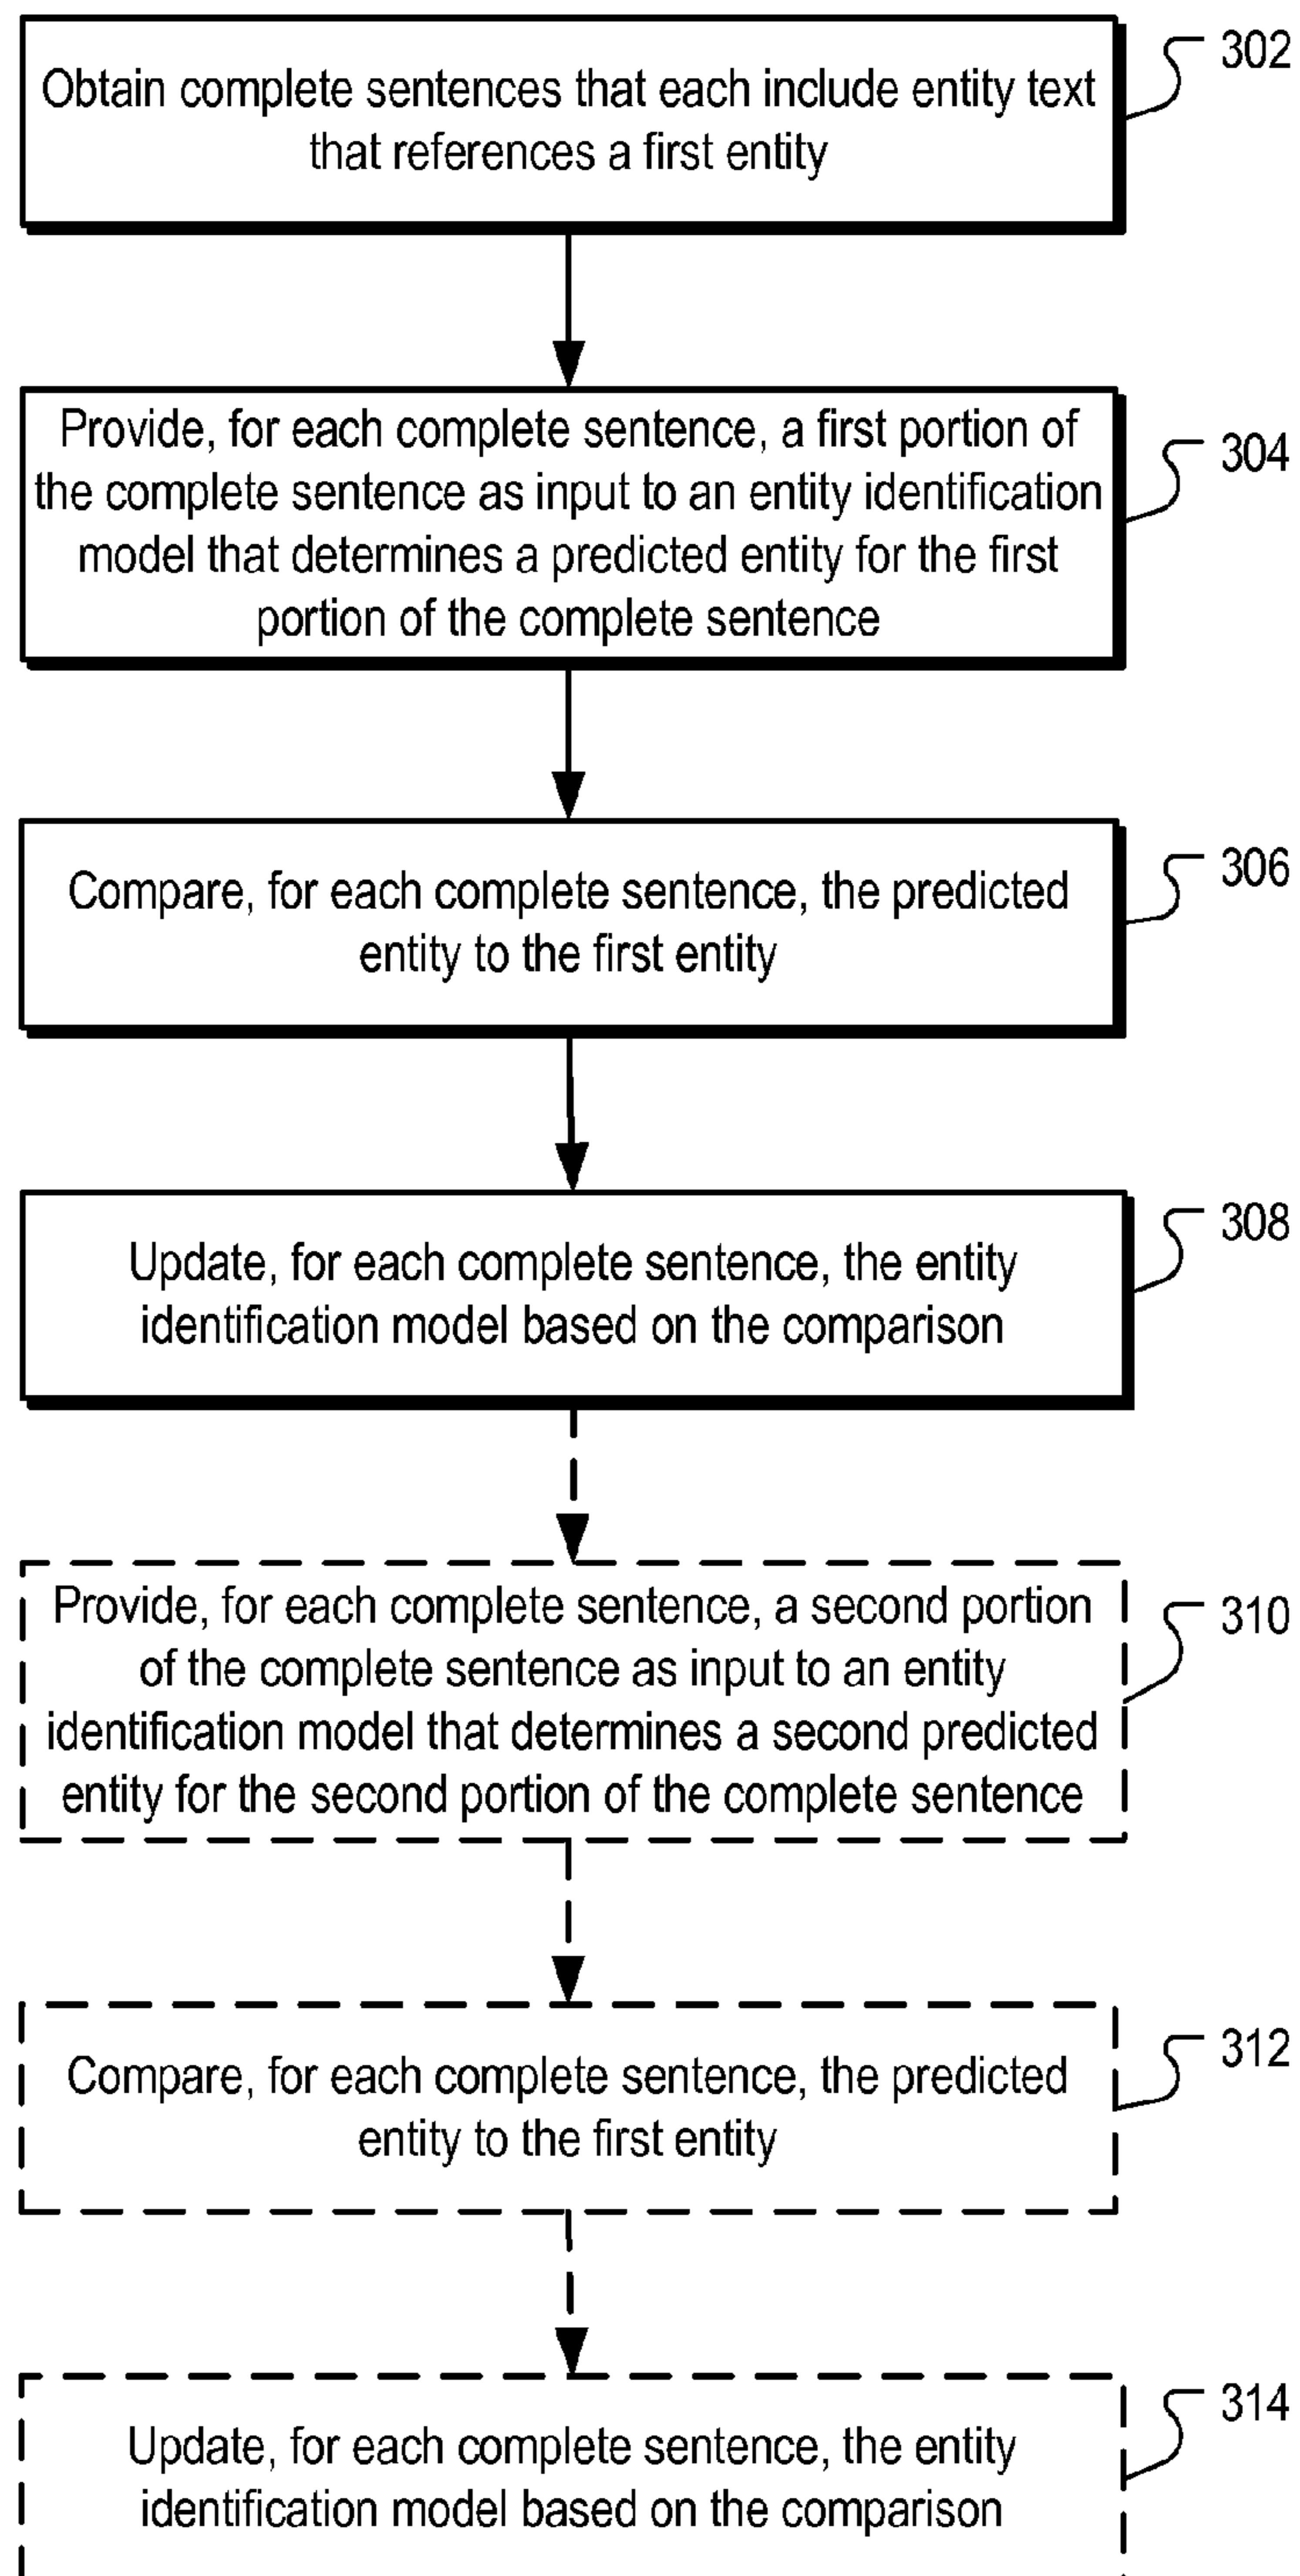 Obtain complete sentences that each include entity text
that references a first entity
302
Provide, for each complete sentence, a first portion of
the complete sentence as input to an entity identification
model that determines a predicted entity for the first
portion of the complete sentence
304
Compare, for each complete sentence, the predicted
entity to the first entity
306
Update, for each complete sentence, the entity
identification model based on the comparison
308
Provide, for each complete sentence, a second portion
of the complete sentence as input to an entity
identification model that determines a second predicted
entity for the second portion of the complete sentence
310
Compare, for each complete sentence, the predicted
entity to the first entity
312
Update, for each complete sentence, the entity
identification model based on the comparison
314